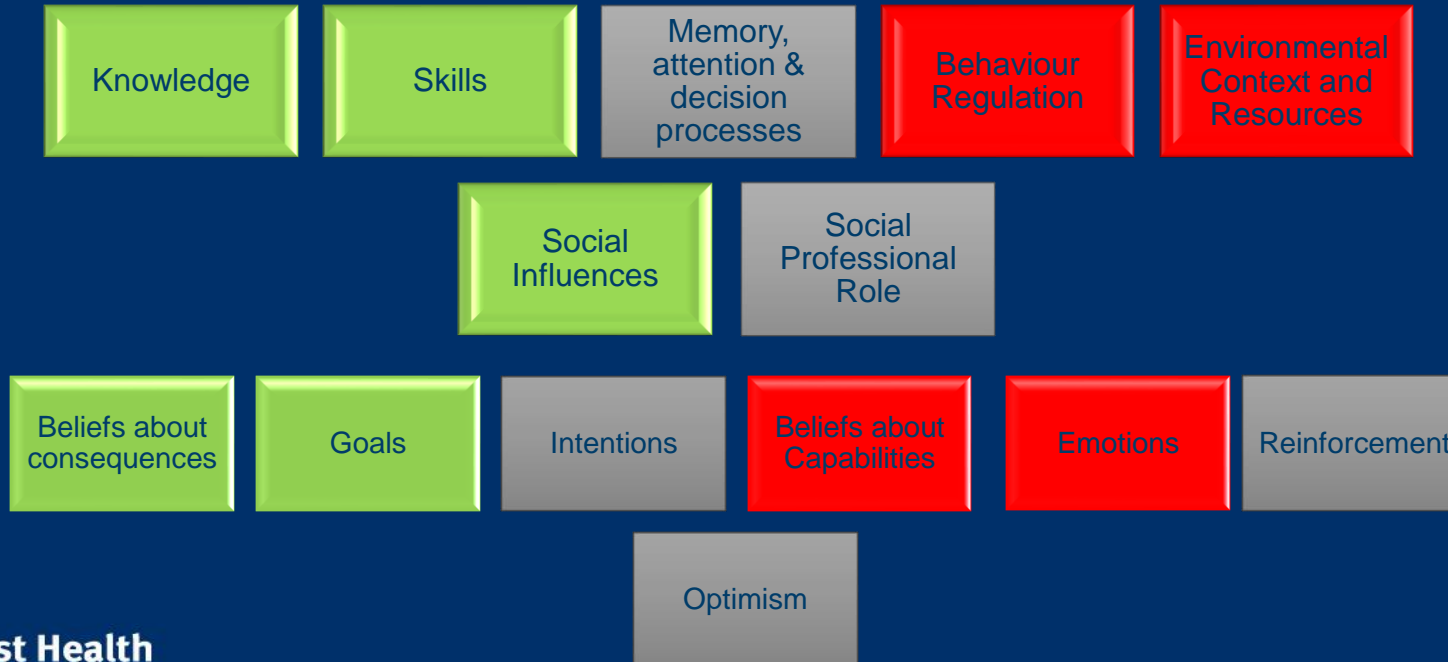 Knowledge
Skills
Memory,
attention &
decision
processes
Behaviour
Regulation
Environmental
Context and
Resources
Social
Influences
Social
Professional
Role
Beliefs about
consequences
Goals
Intentions
Beliefs about
Capabilities
Emotions
Reinforcement
Optimism
st Health